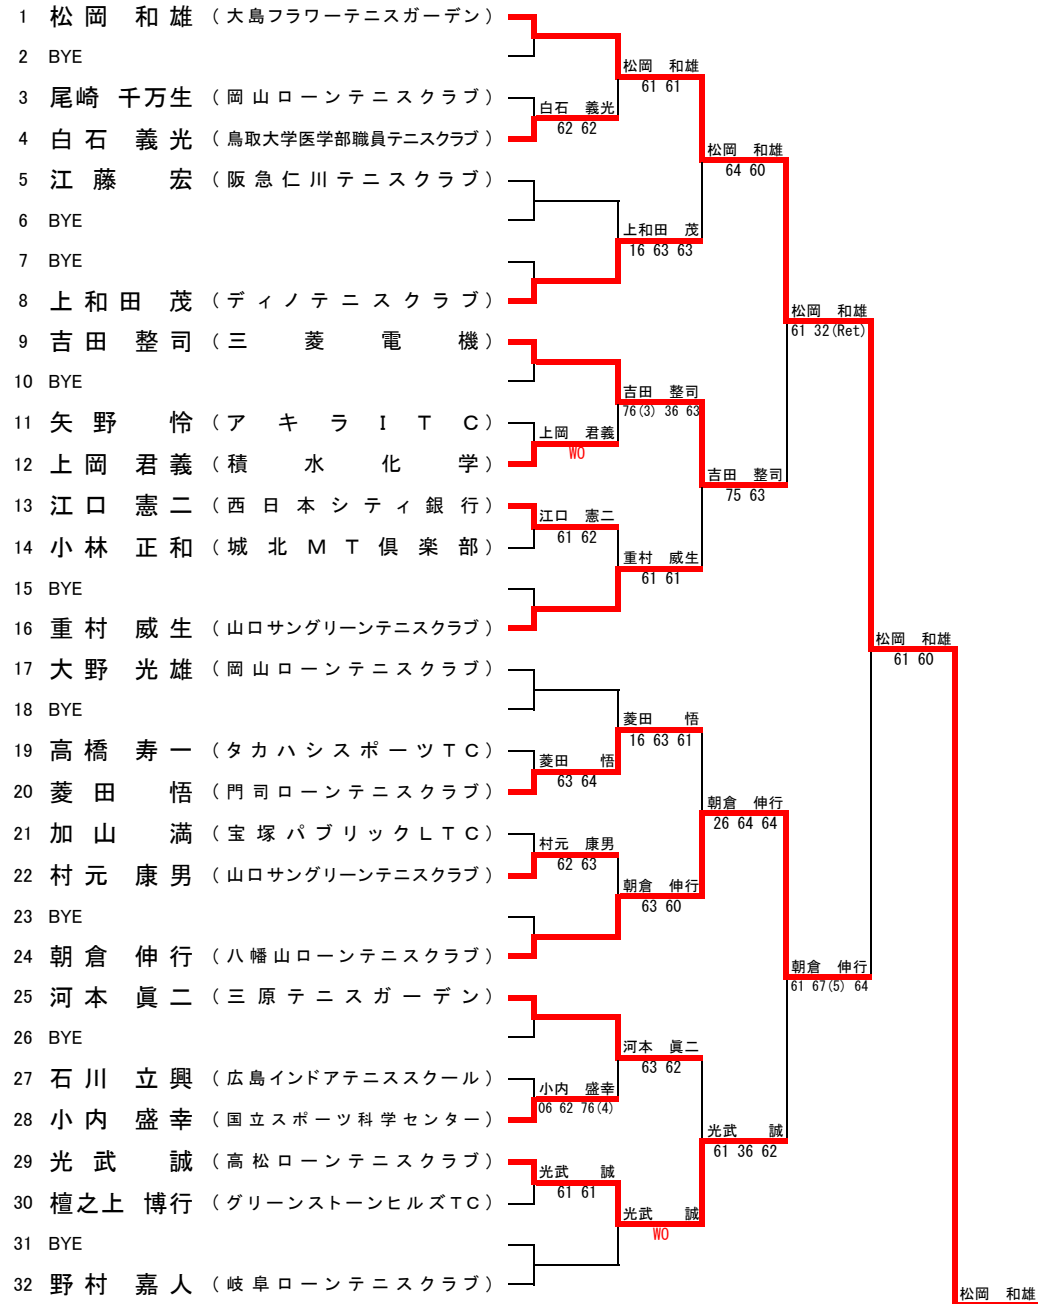 1 松岡 和雄 （大島フラワーテニスガーデン）
2 BYE
松岡 和雄
61 61
3 尾崎 千万生 （岡山ローンテニスクラブ）
白石 義光
62 62
4 白石 義光 （鳥取大学医学部職員テニスクラブ）
松岡 和雄
64 60
5 江藤 宏 （阪急仁川テニスクラブ）
6 BYE
上和田 茂
16 63 63
7 BYE
8 上和田 茂 （ディノテニスクラブ）
松岡 和雄
61 32(Ret)
9 吉田 整司 （三菱電機）
10 BYE
吉田 整司
76(3) 36 63
11 矢野 怜 （アキラITC）
上岡 君義
WO
12 上岡 君義 （積水化学）
吉田 整司
75 63
13 江口 憲二 （西日本シティ銀行）
江口 憲二
61 62
14 小林 正和 （城北MT倶楽部）
重村 威生
61 61
15 BYE
16 重村 威生 （山口サングリーンテニスクラブ）
松岡 和雄
61 60
17 大野 光雄 （岡山ローンテニスクラブ）
18 BYE
菱田 悟
16 63 61
19 高橋 寿一 （タカハシスポーツTC）
菱田 悟
63 64
20 菱田 悟 （門司ローンテニスクラブ）
朝倉 伸行
26 64 64
21 加山 満 （宝塚パブリックLTC）
村元 康男
62 63
22 村元 康男 （山口サングリーンテニスクラブ）
朝倉 伸行
63 60
23 BYE
24 朝倉 伸行 （八幡山ローンテニスクラブ）
朝倉 伸行
61 67(5) 64
25 河本 眞二 （三原テニスガーデン）
26 BYE
河本 眞二
63 62
27 石川 立興 （広島インドアテニススクール）
小内 盛幸
06 62 76(4)
28 小内 盛幸 （国立スポーツ科学センター）
光武 誠
61 36 62
29 光武 誠 （高松ローンテニスクラブ）
光武 誠
61 61
30 檀之上 博行 （グリーンストーンヒルズTC）
光武 誠
WO
31 BYE
32 野村 嘉人 （岐阜ローンテニスクラブ）
松岡 和雄